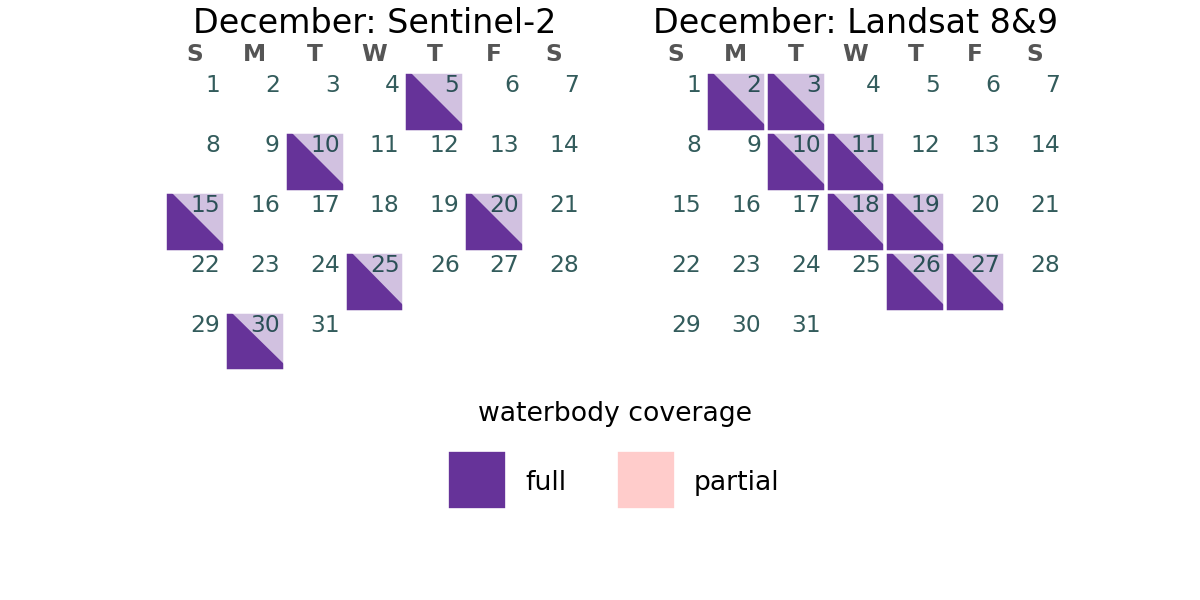 December: Sentinel-2
S M T W T F S
1 2 3 4 5 6 7
8 9 10 11 12 13 14
15 16 17 18 19 20 21
22 23 24 25 26 27 28
29 30 31
December: Landsat 8&9
S M T W T F S
1 2 3 4 5 6 7
8 9 10 11 12 13 14
15 16 17 18 19 20 21
22 23 24 25 26 27 28
29 30 31
waterbody coverage
full partial